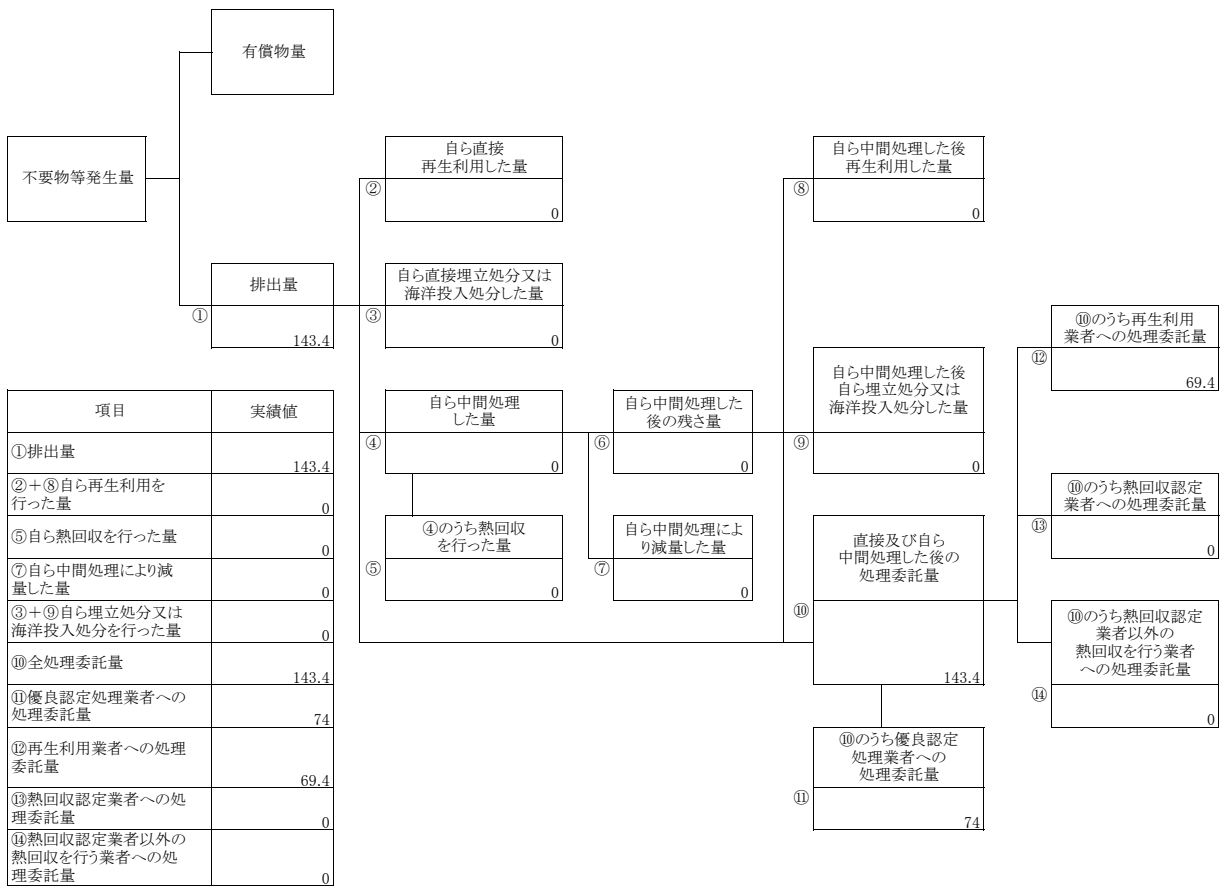 有償物量
不要物等発生量
自ら直接
再生利用した量
②
0
自ら中間処理した後
再生利用した量
⑧
0
排出量
①
143.4
自ら直接埋立処分又は
海洋投入処分した量
③
0
⑩のうち再生利用
業者への処理委託量
⑫
69.4
自ら中間処理
した量
④
0
自ら中間処理した
後の残さ量
⑥
0
自ら中間処理した後
自ら埋立処分又は
海洋投入処分した量
⑨
0
⑩のうち熱回収認定
業者への処理委託量
⑬
0
④のうち熱回収
を行った量
⑤
0
自ら中間処理によ
り減量した量
⑦
0
直接及び自ら
中間処理した後の
処理委託量
⑩
143.4
⑩のうち熱回収認定
業者以外の
熱回収を行う業者
への処理委託量
⑭
0
⑩のうち優良認定
処理業者への
処理委託量
⑪
74
項目
実績値
①排出量
143.4
②＋⑧自ら再生利用を
行った量
0
⑤自ら熱回収を行った量
0
⑦自ら中間処理により減
量した量
0
③＋⑨自ら埋立処分又は
海洋投入処分を行った量
0
⑩全処理委託量
143.4
⑪優良認定処理業者への
処理委託量
74
⑫再生利用業者への処理
委託量
69.4
⑬熱回収認定業者への処
理委託量
0
⑭熱回収認定業者以外の
熱回収を行う業者への処
理委託量
0